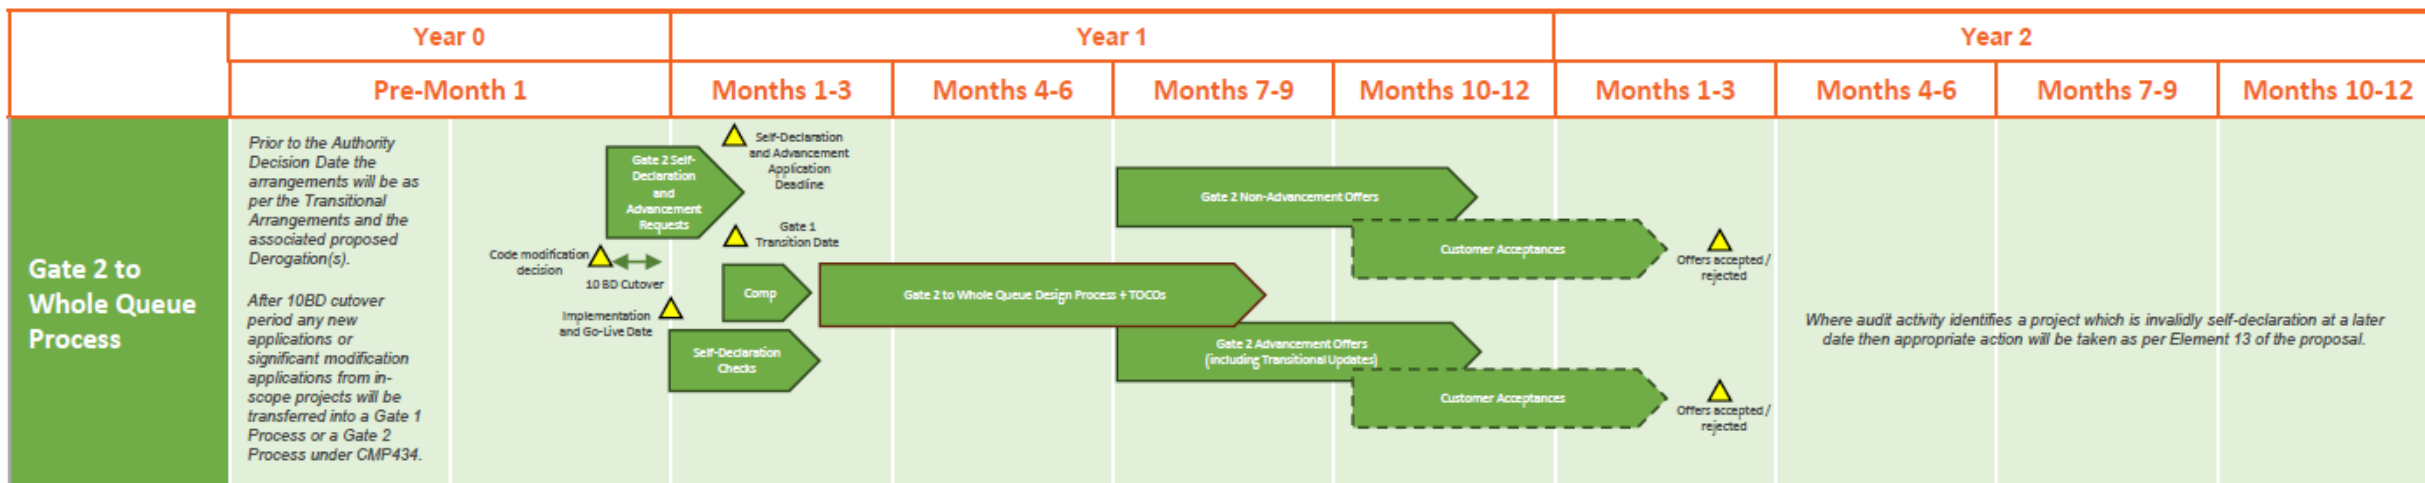 Year 0
Year 1
Year 2
Pre-Month 1
Months 1-3
Months 4-6
Months 7-9
Months 10-12
Months 1-3
Months 4-6
Months 7-9
Months 10-12
Gate 2 to
Whole Queue
Process
Prior to the Authority
Decision Date the
arrangements will be as
per the Transitional
Arrangements and the
associated proposed
Derogation(s).
After 10BD cutover
period any new
applications or
significant modification
applications from in-
scope projects will be
transferred into a Gate 1
Process or a Gate 2
Process under CMP434.
Code modification
decision
10 BD Cutover
Implementation
and Go-Live Date
Gate 2 Self-
Declaration
and
Advancement
Requests
Self-Declaration
and Advancement
Application
Deadline
Gate 1
Transition Date
Comp
Self-Declaration
Checks
Gate 2 to Whole Queue Design Process + TOCOs
Gate 2 Non-Advancement Offers
Customer Acceptances
Offers accepted /
rejected
Gate 2 Advancement Offers
(including Transitional Updates)
Customer Acceptances
Offers accepted /
rejected
Where audit activity identifies a project which is invalidly self-declaration at a later
date then appropriate action will be taken as per Element 13 of the proposal.